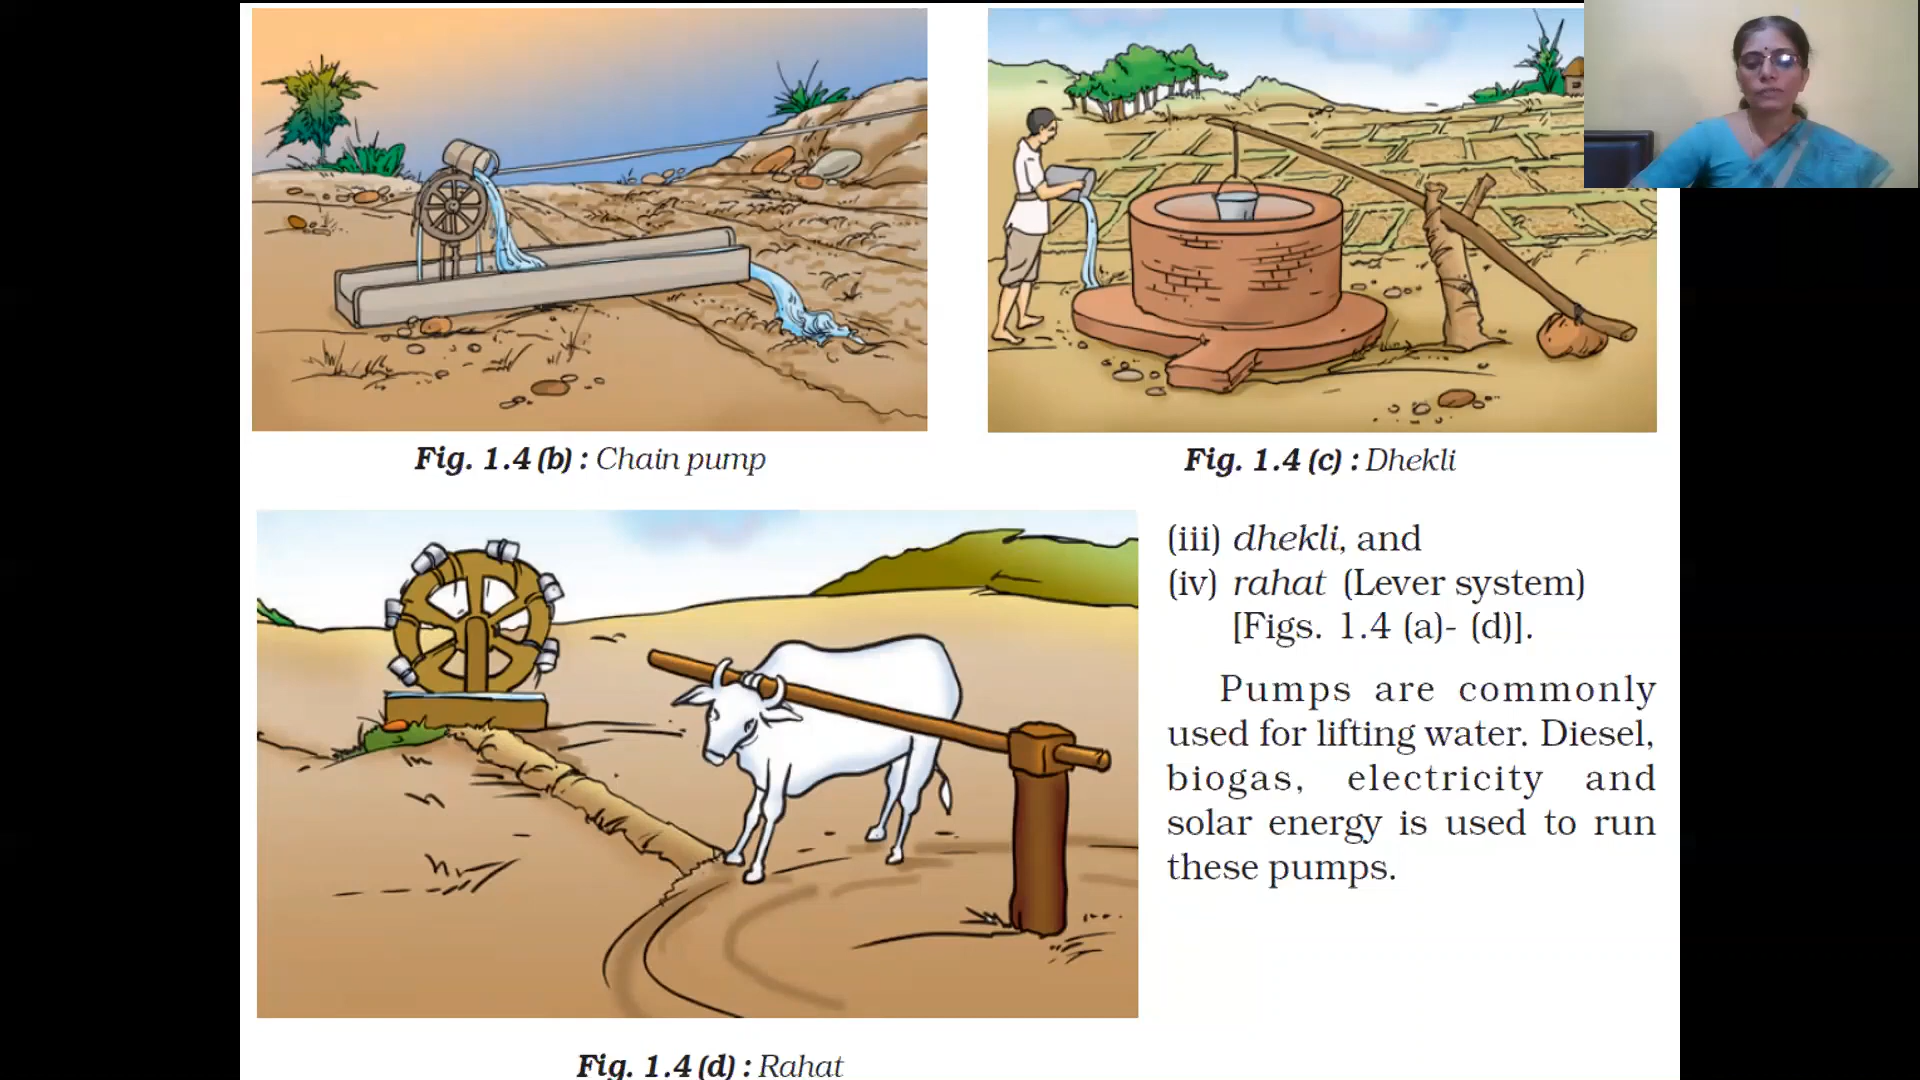 Fig. 1.4 (b) : Chain pump
Fig. 1.4 (c) : Dhekli
(iii) dhekli, and
(iv) rahat (Lever system)
[Figs. 1.4 (a)- (d)].
Pumps are commonly
used for lifting water. Diesel,
biogas, electricity and
solar energy is used to run
these pumps.
Fig. 1.4 (d) : Rahat